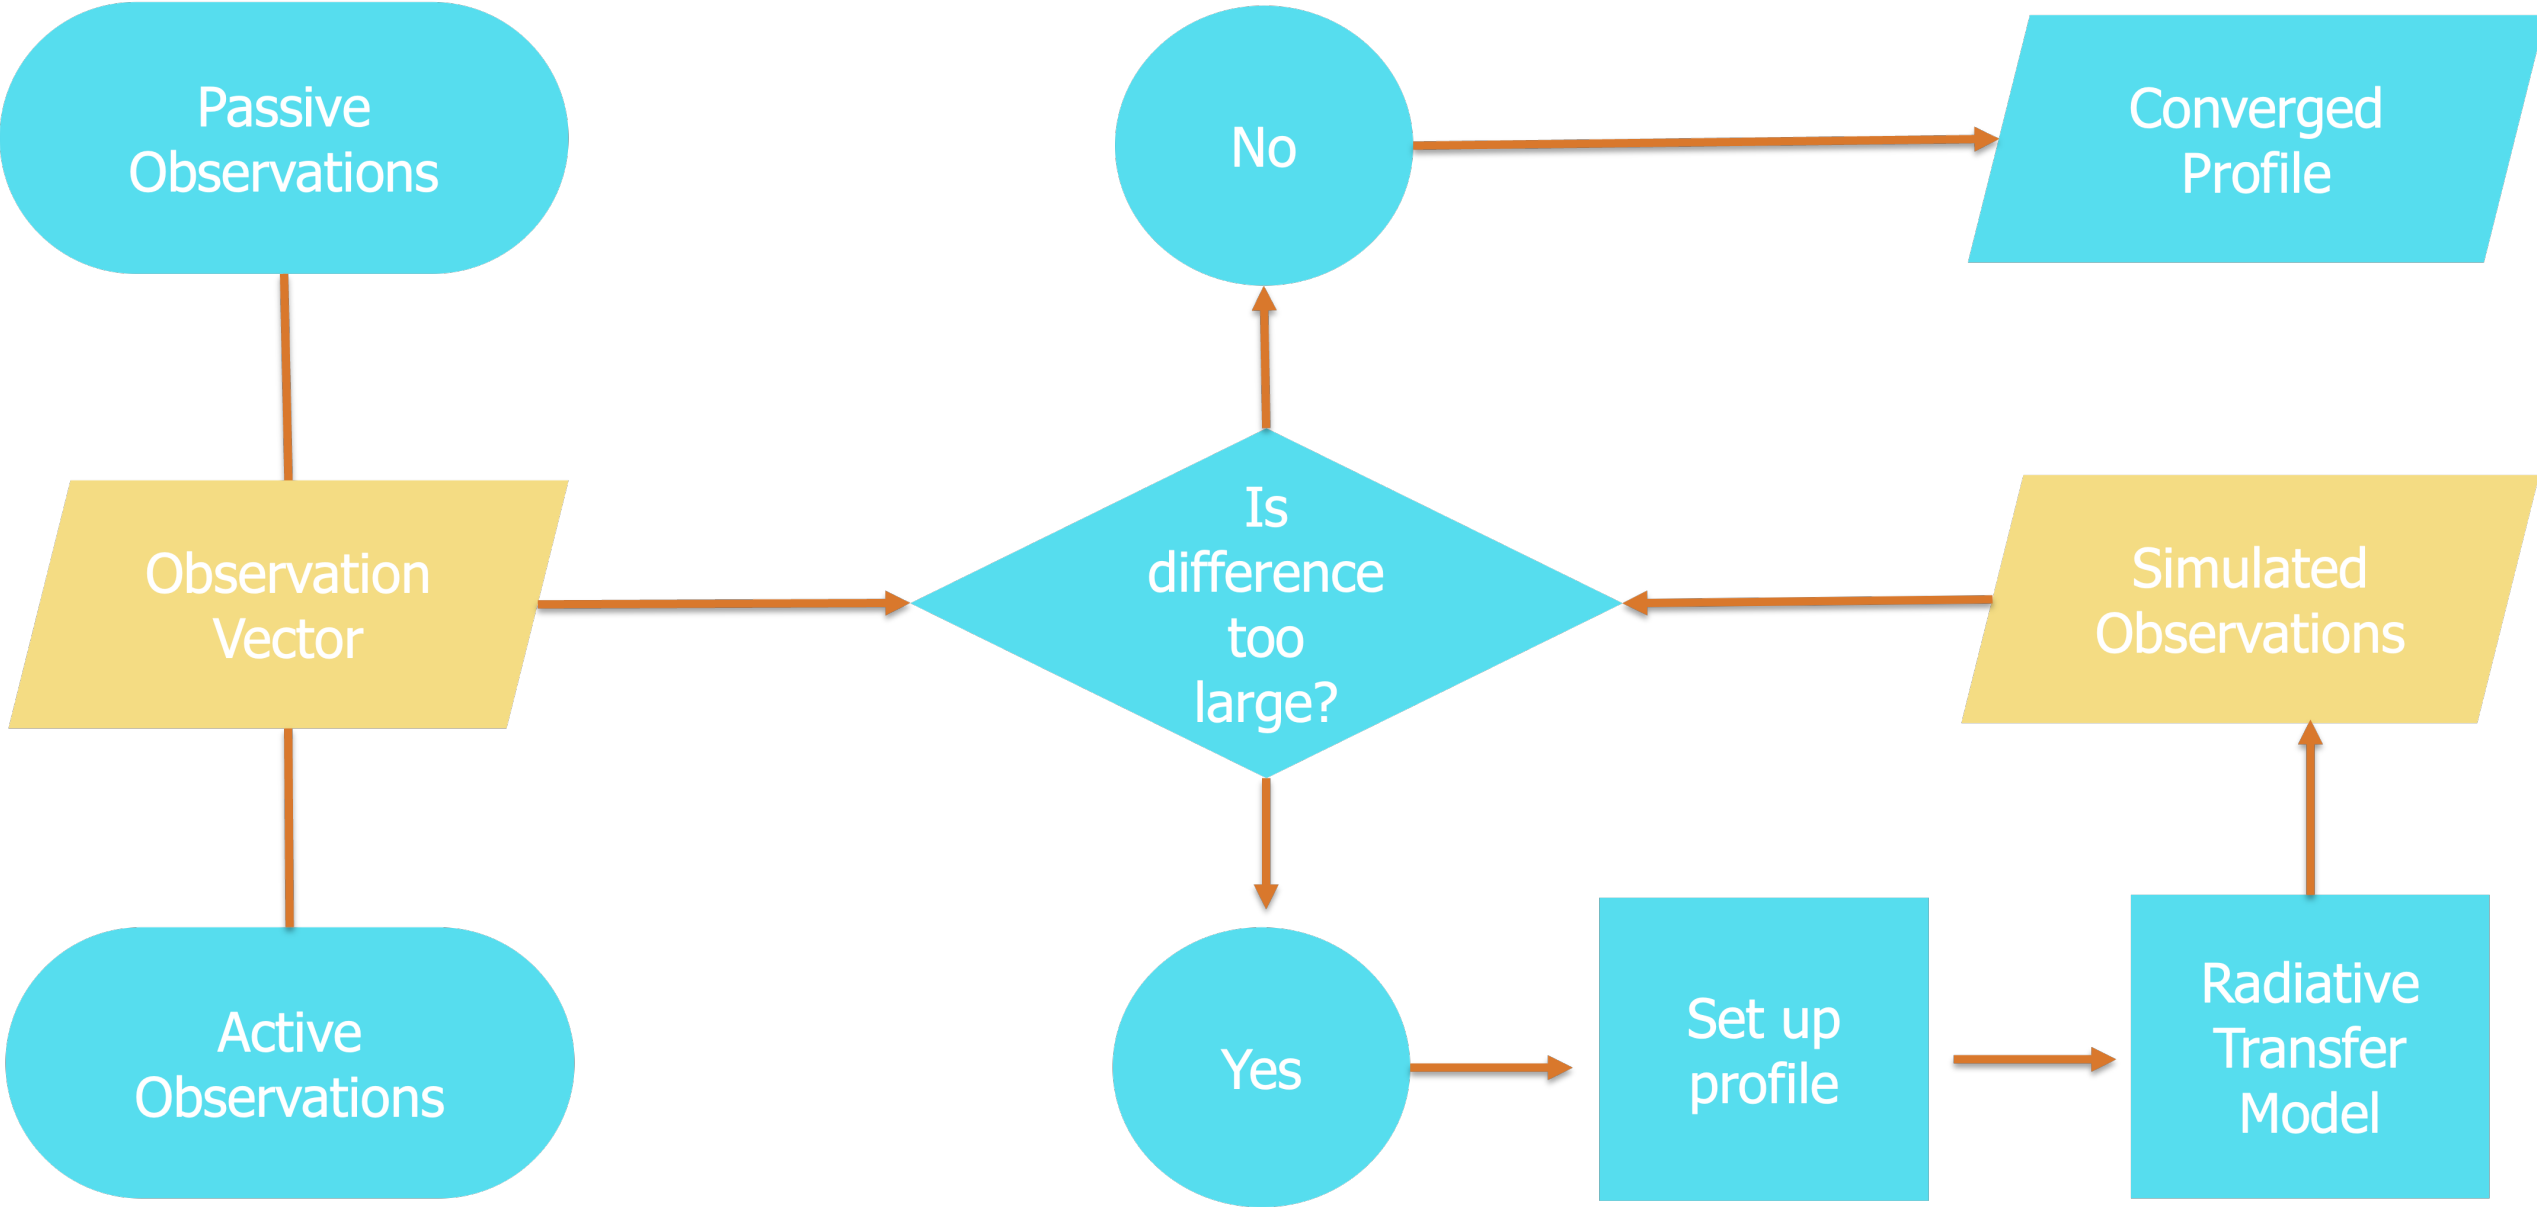 Passive
Observations
No
Converged
Profile
Observation
Vector
Is
difference
too
large?
Simulated
Observations
Active
Observations
Yes
Set up
profile
Radiative
Transfer
Model